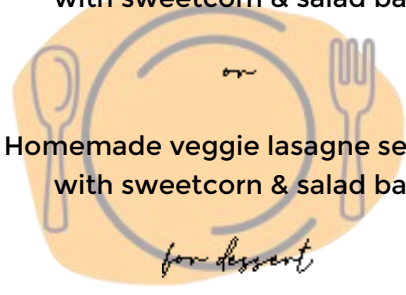 with sweetcorn & salad ba
or
Homemade veggie lasagne se
with sweetcorn & salad ba
for dessert